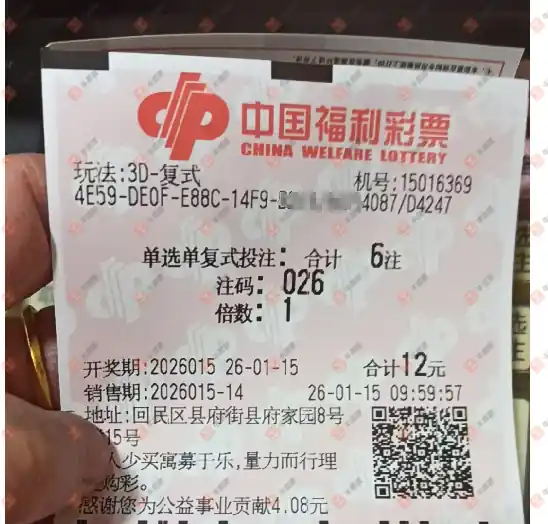 中国福利彩票
CHINA WELFARE LOTTERY
玩法:3D-复式
机号:15016369
4E59-DE0F-E88C-14F9- 4087/D4247
单选单复式投注: 合计 6注
注码: 026
倍数: 1
开奖期:2026015 26-01-15 合计12元
销售期:2026015-14 26-01-15 09:59:57
地址:回民区县府街县府家园8号
15号
人少买寓募于乐,量力而行理
购彩。
感谢您为公益事业贡献4.08元